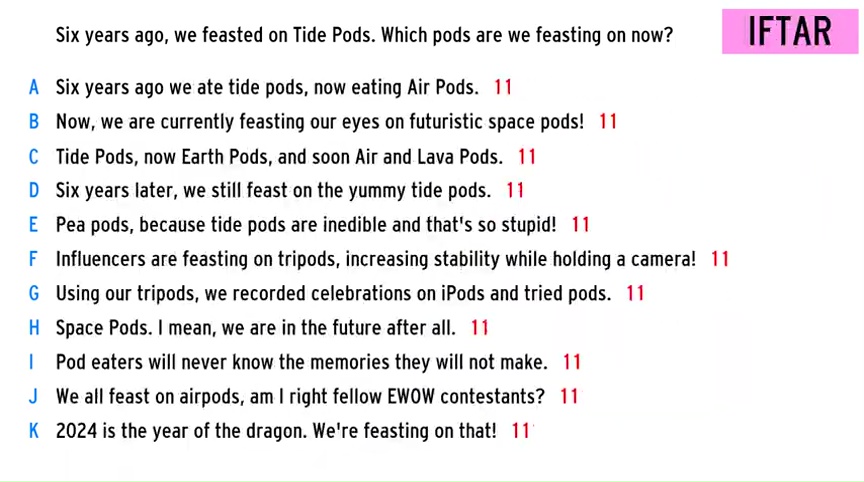 Six years ago, we feasted on Tide Pods. Which pods are we feasting on now?
IFTAR
A Six years ago we ate tide pods, now eating Air Pods. 11
B Now, we are currently feasting our eyes on futuristic space pods! 11
C Tide Pods, now Earth Pods, and soon Air and Lava Pods. 11
D Six years later, we still feast on the yummy tide pods. 11
E Pea pods, because tide pods are inedible and that's so stupid! 11
F Influencers are feasting on tripods, increasing stability while holding a camera! 11
G Using our tripods, we recorded celebrations on iPods and tried pods. 11
H Space Pods. I mean, we are in the future after all. 11
I Pod eaters will never know the memories they will not make. 11
J We all feast on airpods, am I right fellow EWOW contestants? 11
K 2024 is the year of the dragon. We're feasting on that! 11